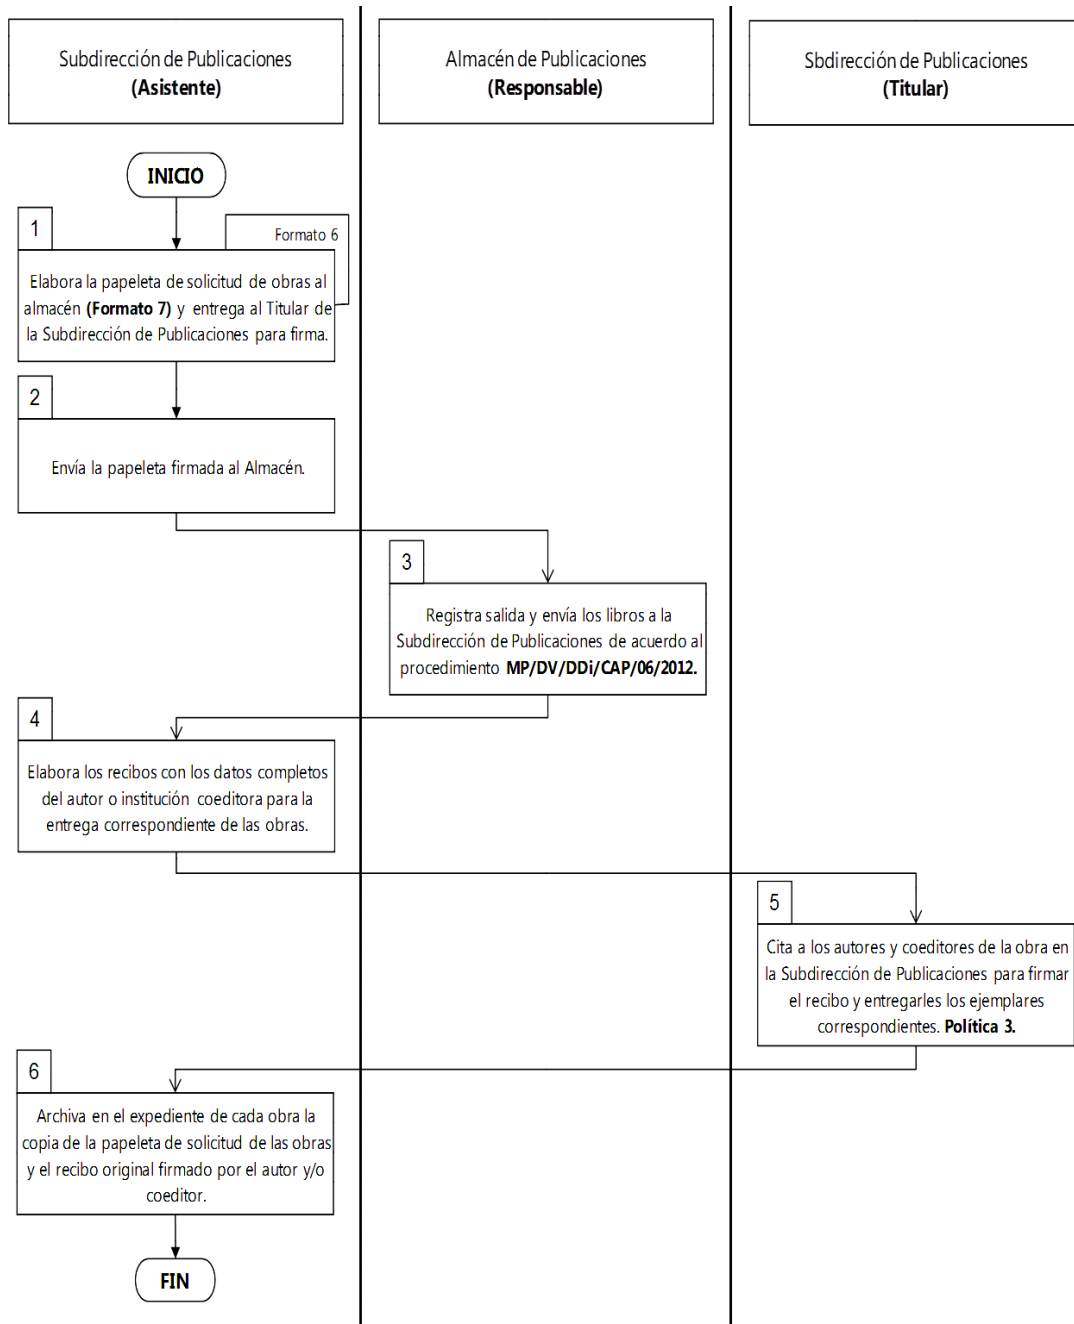 Subdirección de Publicaciones
(Asistente)
Almacén de Publicaciones
(Responsable)
Sbdirección de Publicaciones
(Titular)
INICIO
1
Formato 6
Elabora la papeleta de solicitud de obras al
almacén (Formato 7) y entrega al Titular de
la Subdirección de Publicaciones para firma.
2
Envía la papeleta firmada al Almacén.
3
Registra salida y envía los libros a la
Subdirección de Publicaciones de acuerdo al
procedimiento MP/DV/DDi/CAP/06/2012.
4
Elabora los recibos con los datos completos
del autor o institución coeditora para la
entrega correspondiente de las obras.
5
Cita a los autores y coeditores de la obra en
la Subdirección de Publicaciones para firmar
el recibo y entregarles los ejemplares
correspondientes. Política 3.
6
Archiva en el expediente de cada obra la
copia de la papeleta de solicitud de las obras
y el recibo original firmado por el autor y/o
coeditor.
FIN